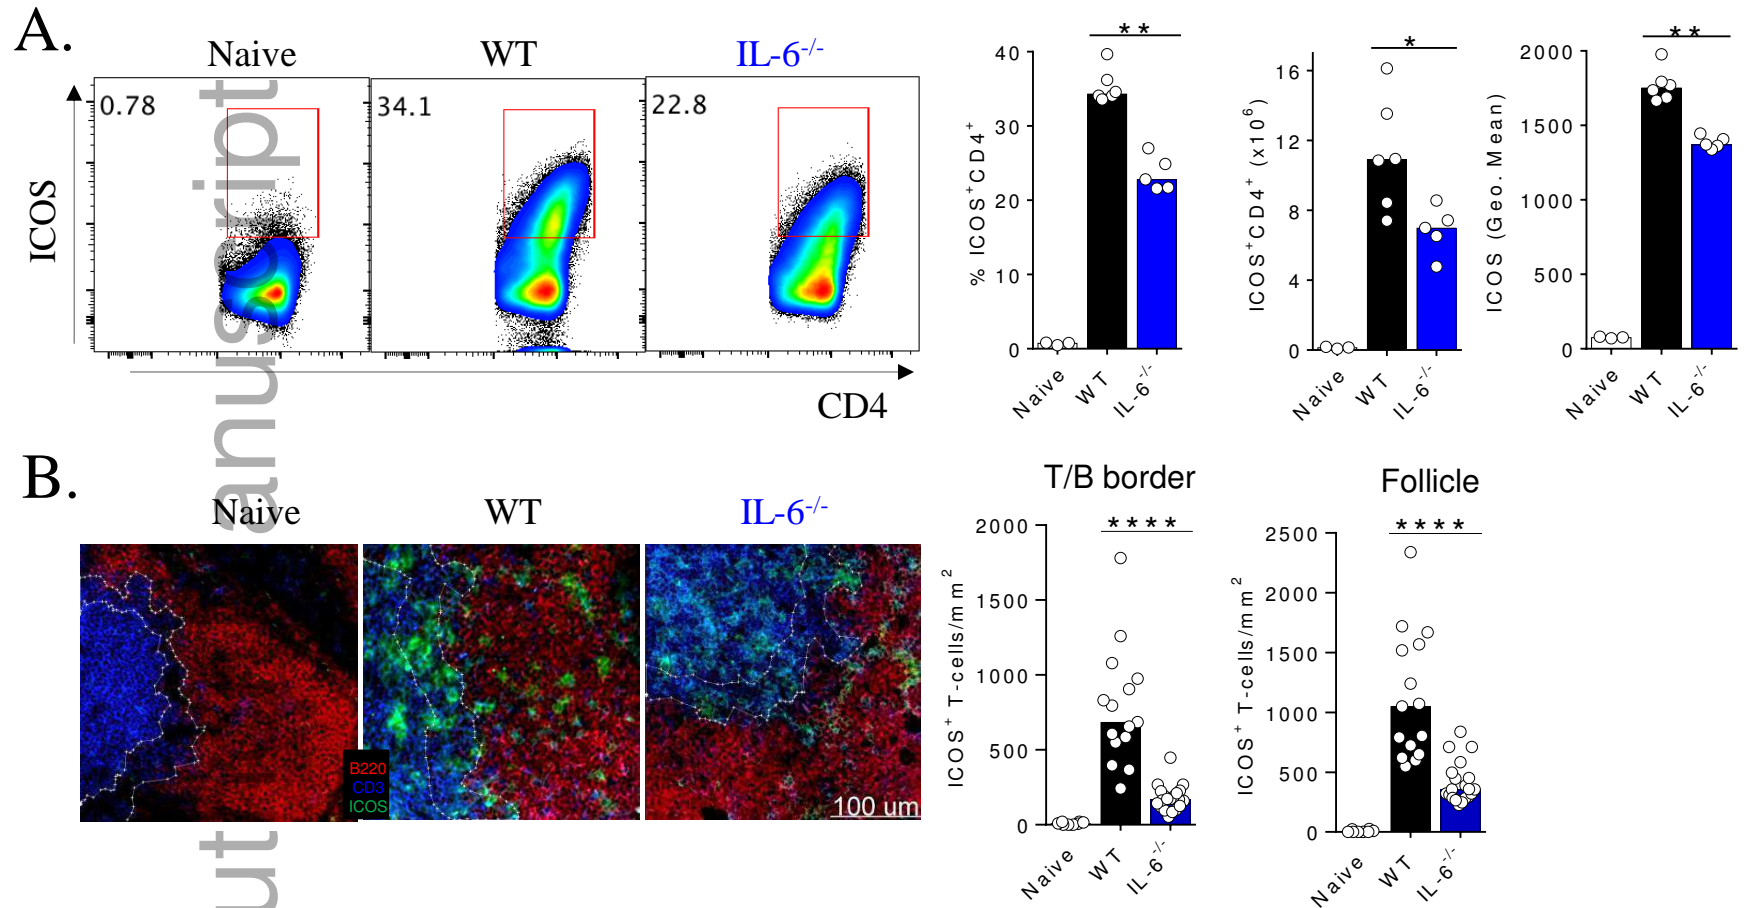 A.
Naive
WT
IL-6-/-
0.78
34.1
22.8
ICOS
CD4
% ICOS+CD4+
40
30
20
10
0
**
Naive
WT
IL-6-/-
ICOS+CD4+ (x106)
16
12
8
4
0
*
Naive
WT
IL-6-/-
ICOS (Geo. Mean)
2000
1500
1000
500
0
**
Naive
WT
IL-6-/-
anuscript
B.
Naive
WT
IL-6-/-
B220
CD3
ICOS
100 um
T/B border
ICOS+ T-cells/mm2
2000
1500
1000
500
0
****
Naive
WT
IL-6-/-
Follicle
ICOS+ T-cells/mm2
2500
2000
1500
1000
500
0
****
Naive
WT
IL-6-/-
ut